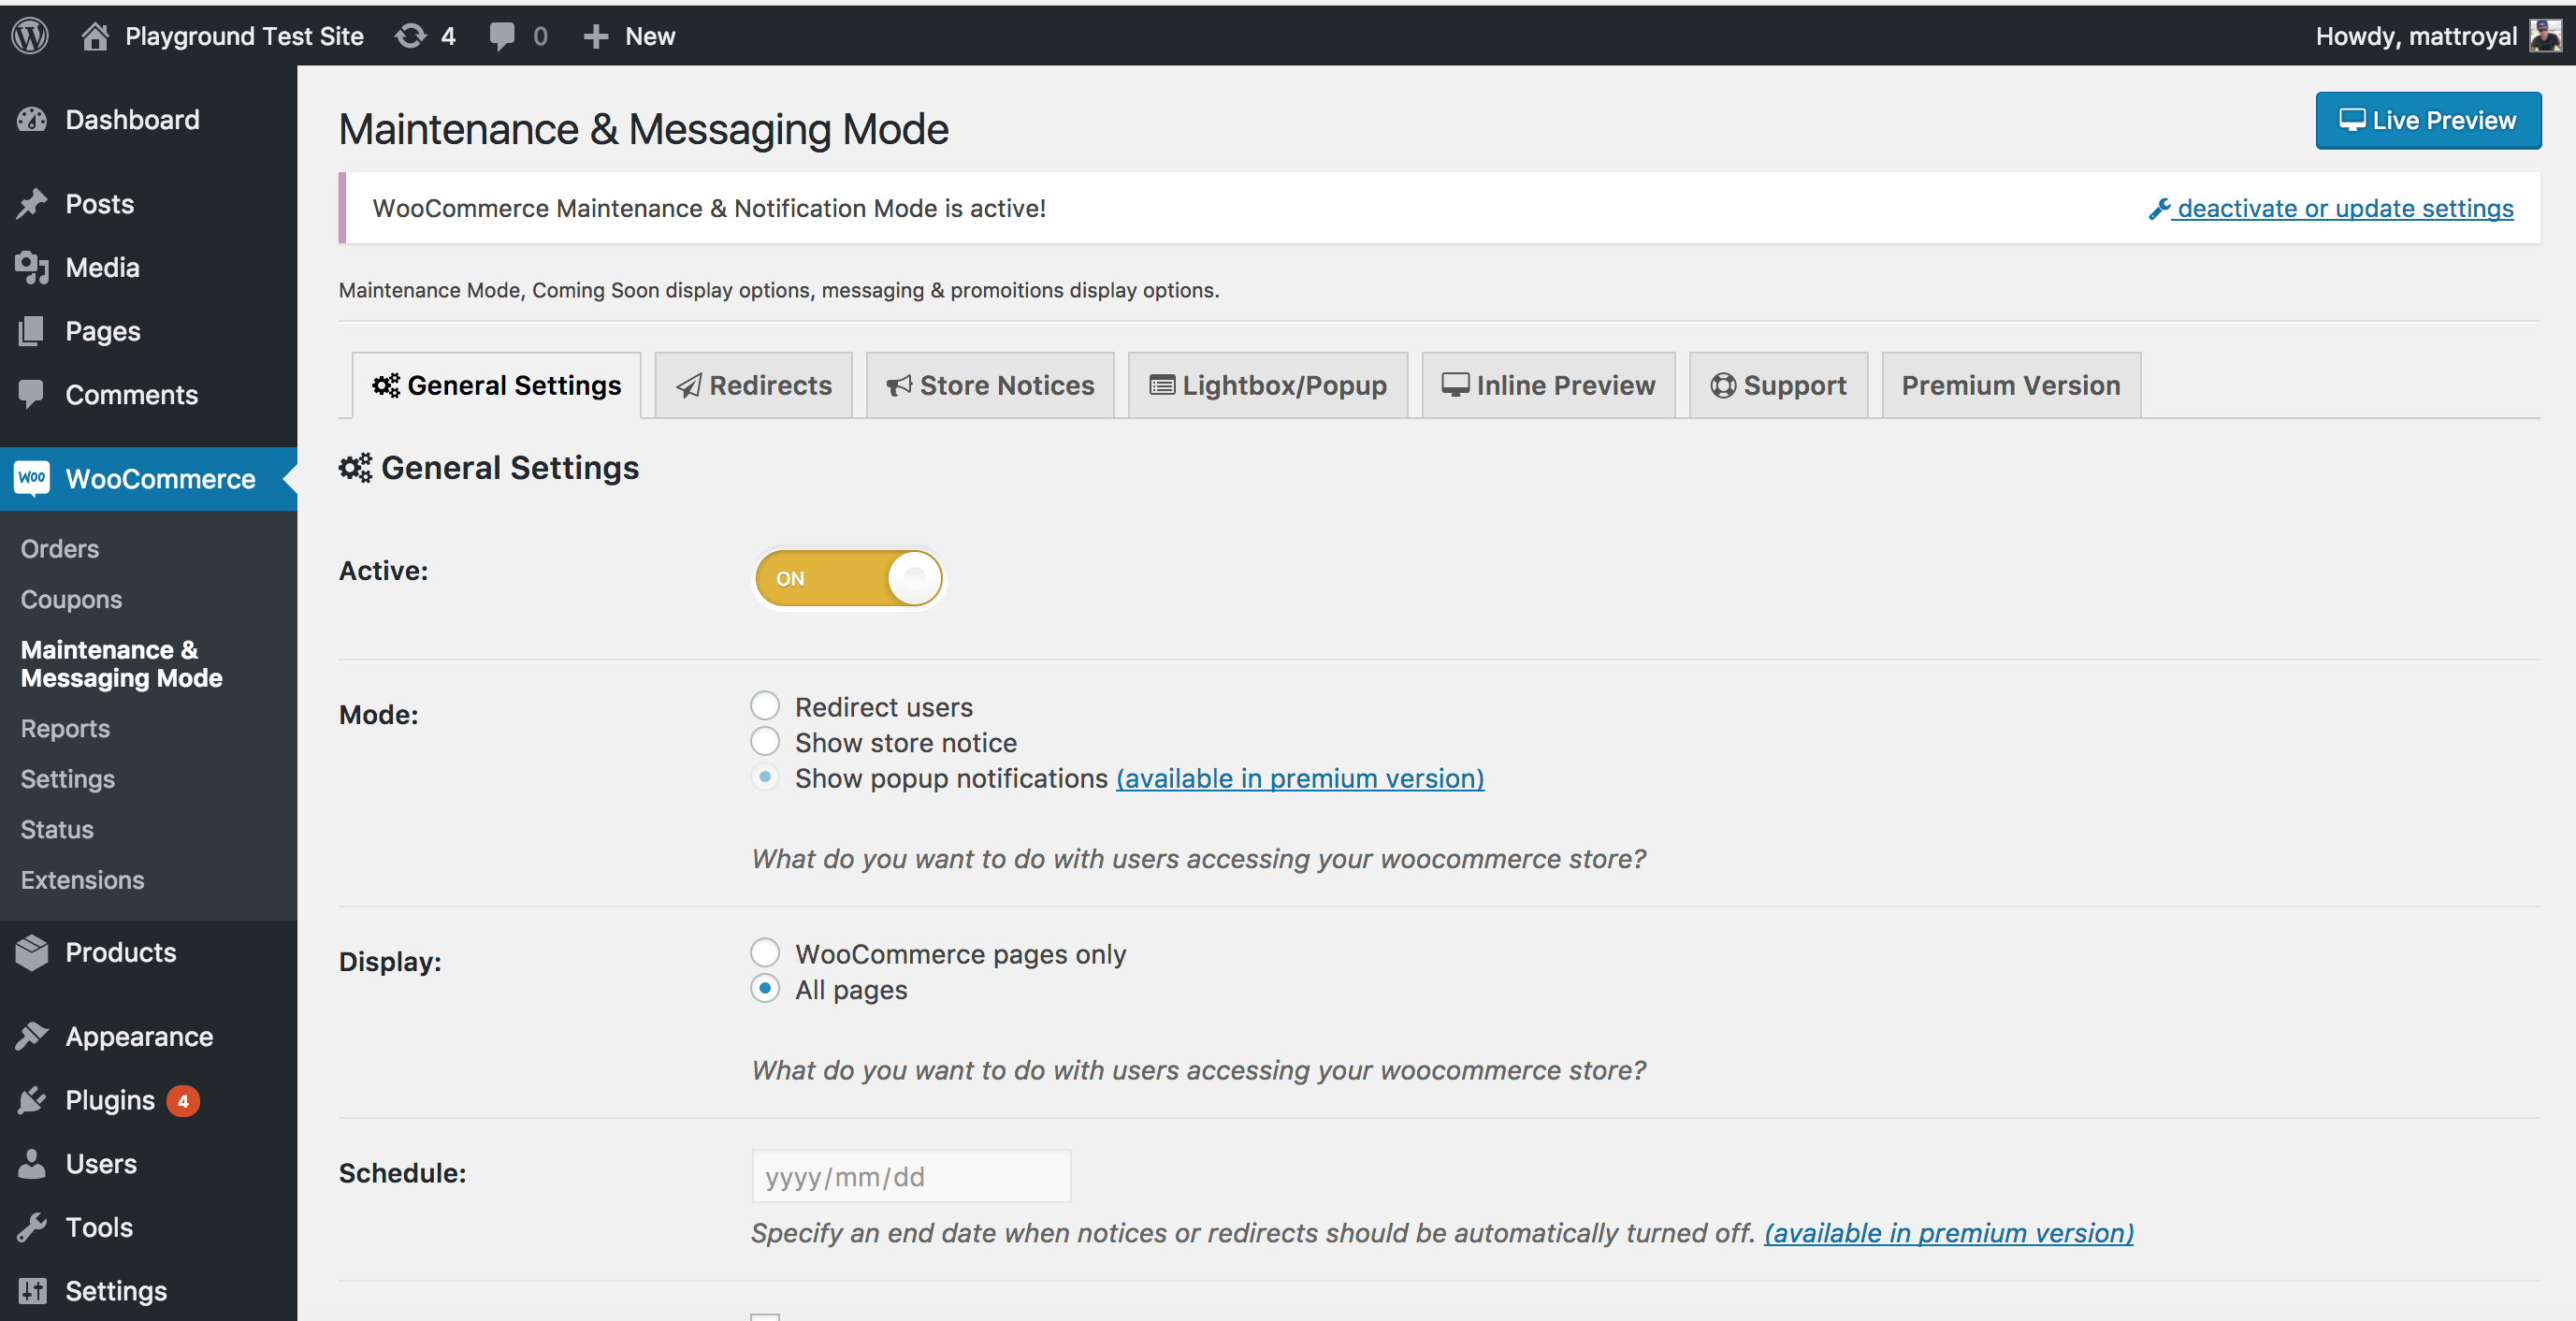 Playground Test Site 4 0 New Howdy, mattroyal
Dashboard
Posts
Media
Pages
Comments
Woo WooCommerce
Orders
Coupons
Maintenance &
Messaging Mode
Reports
Settings
Status
Extensions
Products
Appearance
Plugins 4
Users
Tools
Settings
Maintenance & Messaging Mode
Live Preview
WooCommerce Maintenance & Notification Mode is active! deactivate or update settings
Maintenance Mode, Coming Soon display options, messaging & promoitions display options.
General Settings Redirects Store Notices Lightbox/Popup Inline Preview Support Premium Version
General Settings
Active: ON
Mode:
Redirect users
Show store notice
Show popup notifications (available in premium version)
What do you want to do with users accessing your woocommerce store?
Display:
WooCommerce pages only
All pages
What do you want to do with users accessing your woocommerce store?
Schedule: yyyy/mm/dd
Specify an end date when notices or redirects should be automatically turned off. (available in premium version)